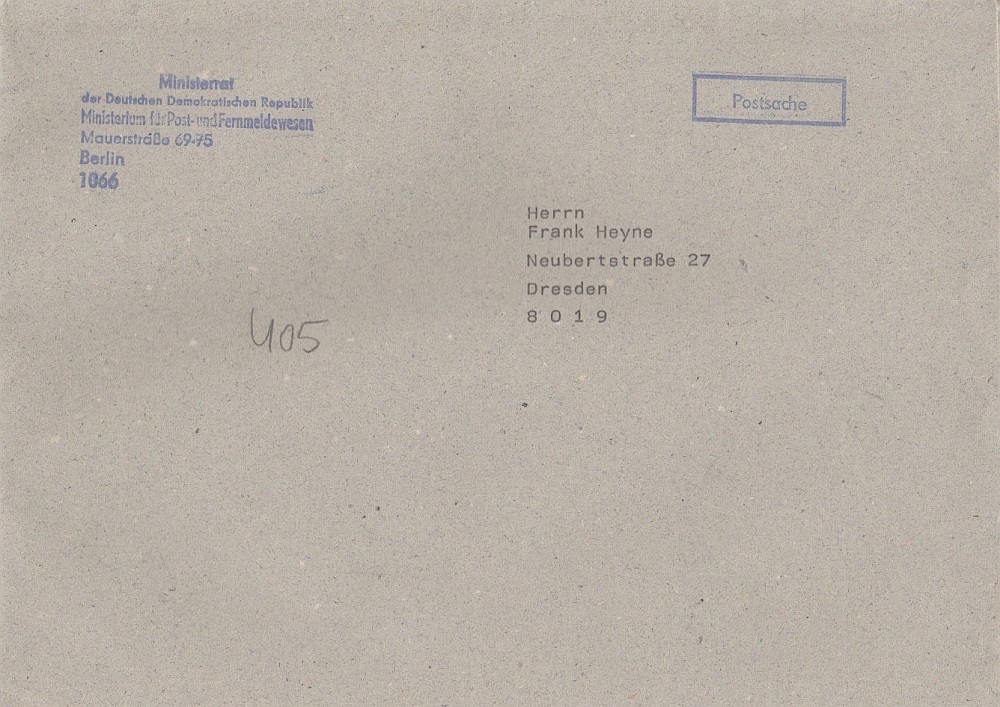 Ministerrat
der Deutschen Demokratischen Republik
Ministerium für Post- und Fernmeldewesen
Mauerstraße 69-75
Berlin
1066
Postsache
Herrn
Frank Heyne
Neubertstraße 27
Dresden
8 0 1 9
405